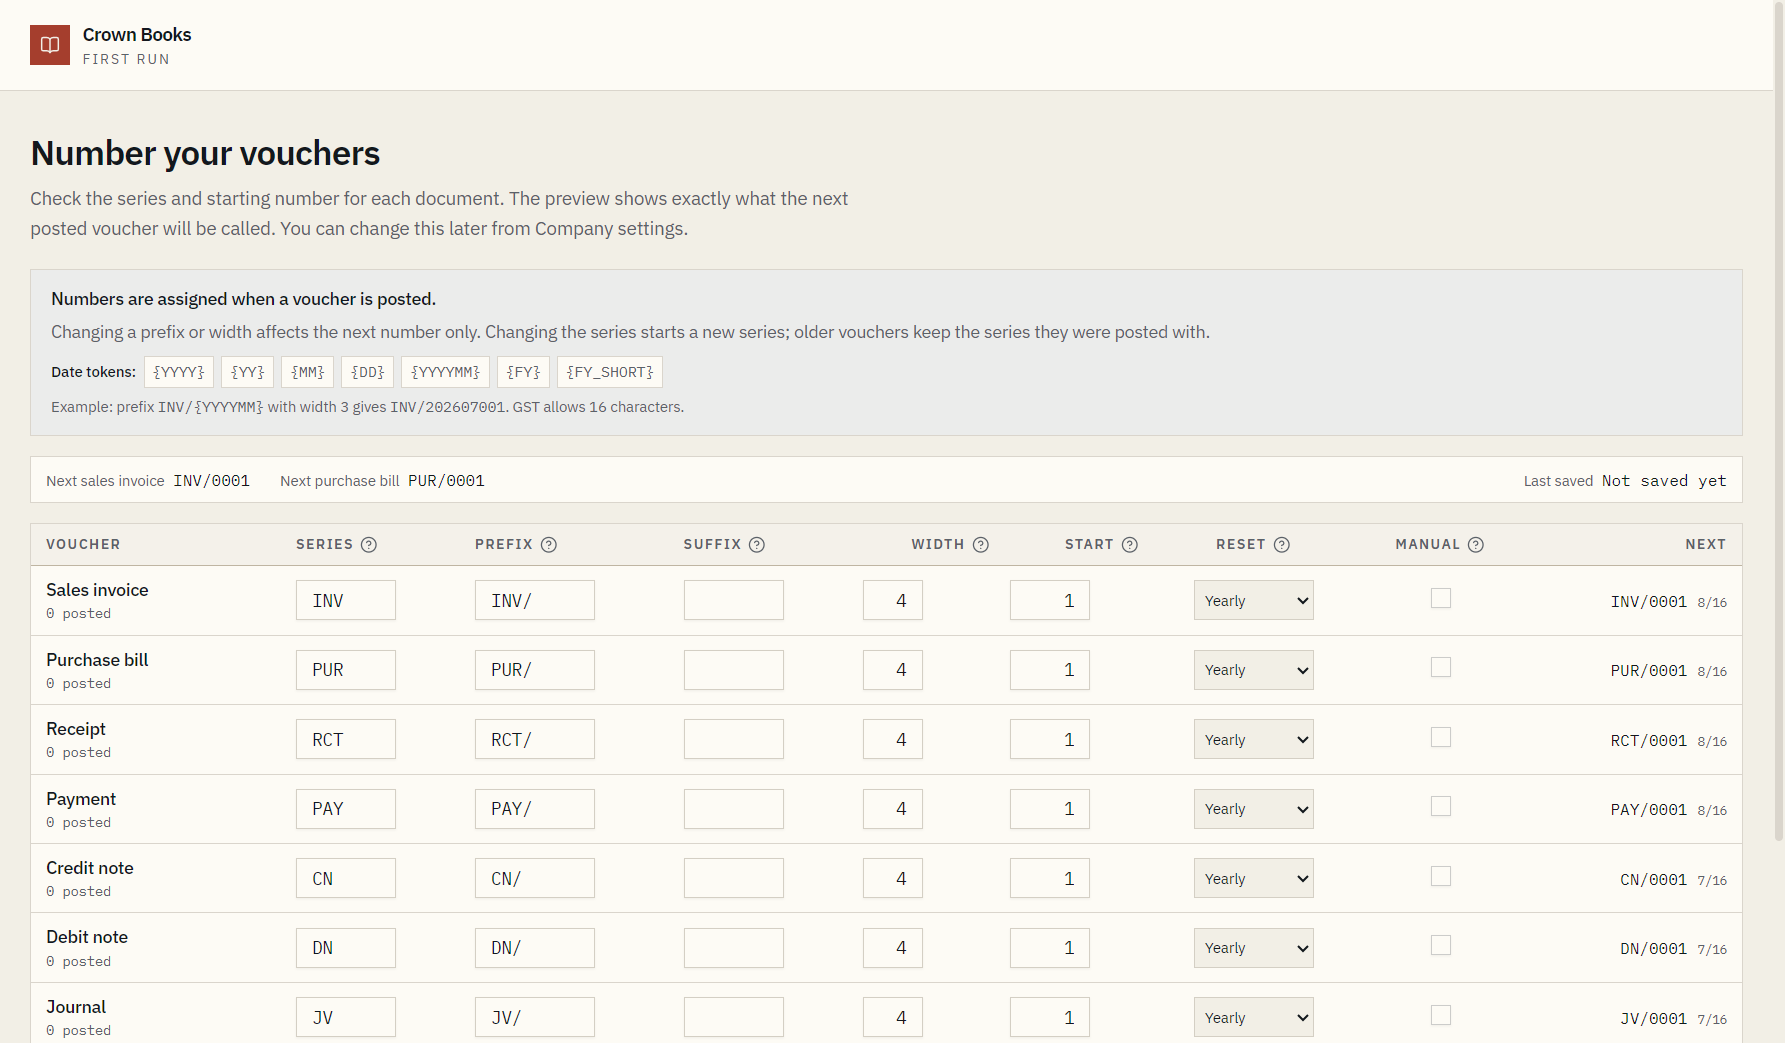 Crown Books
FIRST RUN
Number your vouchers
Check the series and starting number for each document. The preview shows exactly what the next
posted voucher will be called. You can change this later from Company settings.
Numbers are assigned when a voucher is posted.
Changing a prefix or width affects the next number only. Changing the series starts a new series; older vouchers keep the series they were posted with.
Date tokens: {YYYY} {YY} {MM} {DD} {YYYYMM} {FY} {FY_SHORT}
Example: prefix INV/{YYYYMM} with width 3 gives INV/202607001. GST allows 16 characters.
Next sales invoice INV/0001 Next purchase bill PUR/0001 Last saved Not saved yet
VOUCHER SERIES ? PREFIX ? SUFFIX ? WIDTH ? START ? RESET ? MANUAL ? NEXT
Sales invoice INV INV/ 4 1 Yearly INV/0001 8/16
0 posted
Purchase bill PUR PUR/ 4 1 Yearly PUR/0001 8/16
0 posted
Receipt RCT RCT/ 4 1 Yearly RCT/0001 8/16
0 posted
Payment PAY PAY/ 4 1 Yearly PAY/0001 8/16
0 posted
Credit note CN CN/ 4 1 Yearly CN/0001 7/16
0 posted
Debit note DN DN/ 4 1 Yearly DN/0001 7/16
0 posted
Journal JV JV/ 4 1 Yearly JV/0001 7/16
0 posted